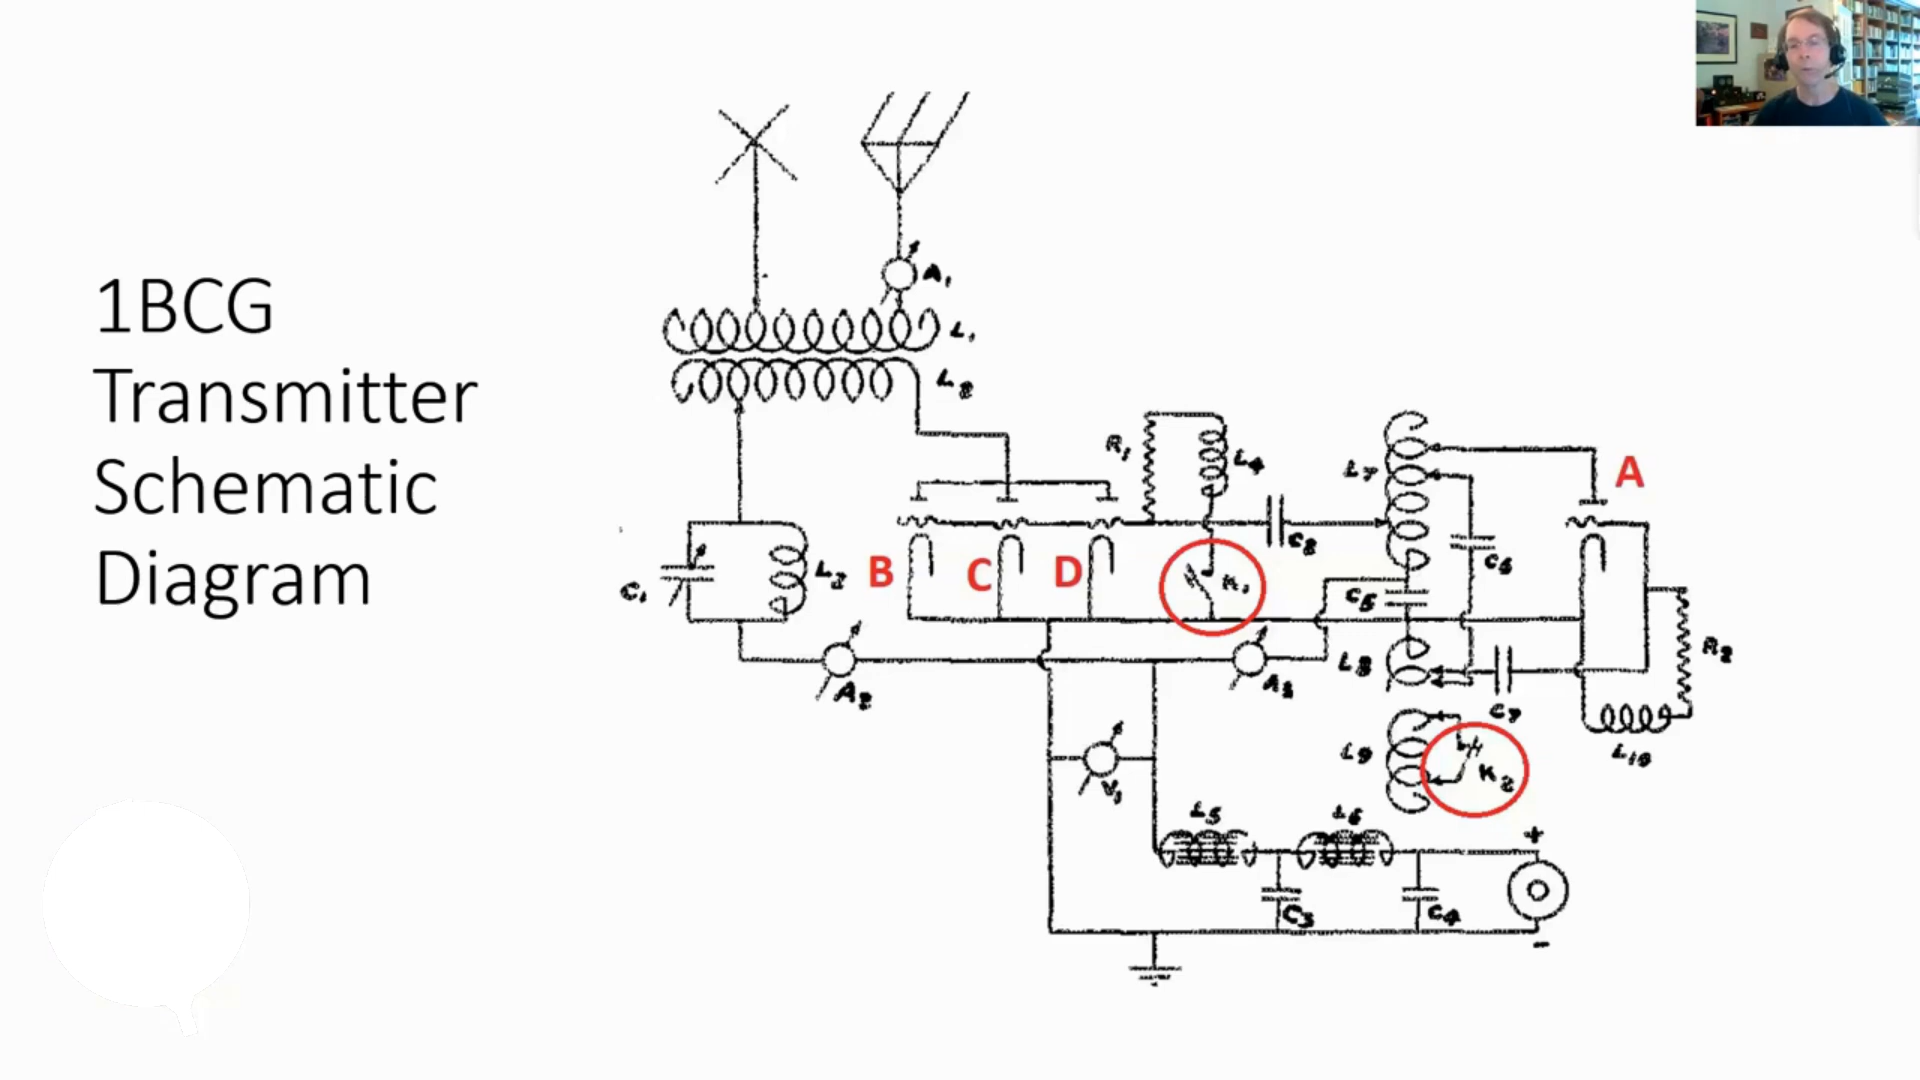 1BCG
Transmitter
Schematic
Diagram
A1
L1
L2
R1
L4
L7
A
C2
C6
B
C
D
K1
C5
C1
L3
R2
A2
A3
L8
C7
L10
L9
K2
V1
L5
L6
+
C3
C4
-